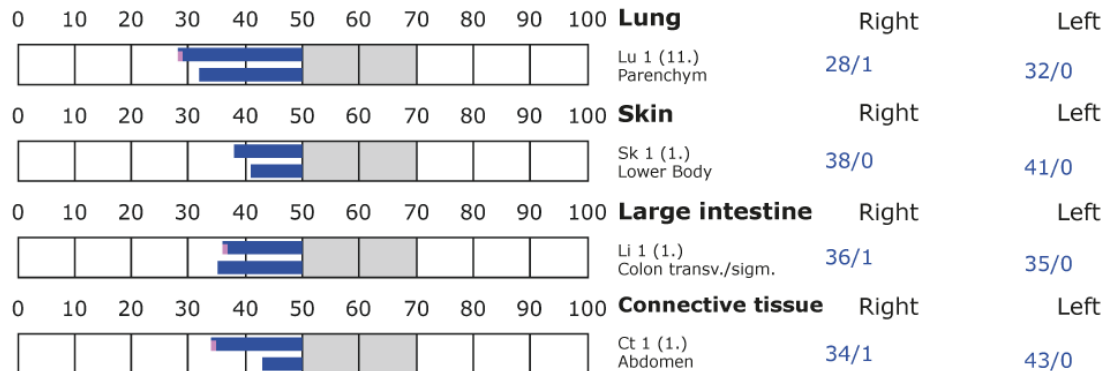 0 10 20 30 40 50 60 70 80 90 100 Lung Right Left
Lu 1 (11.) 28/1 32/0
Parenchym
0 10 20 30 40 50 60 70 80 90 100 Skin Right Left
Sk 1 (1.) 38/0 41/0
Lower Body
0 10 20 30 40 50 60 70 80 90 100 Large intestine Right Left
Li 1 (1.) 36/1 35/0
Colon transv./sigm.
0 10 20 30 40 50 60 70 80 90 100 Connective tissue Right Left
Ct 1 (1.) 34/1 43/0
Abdomen